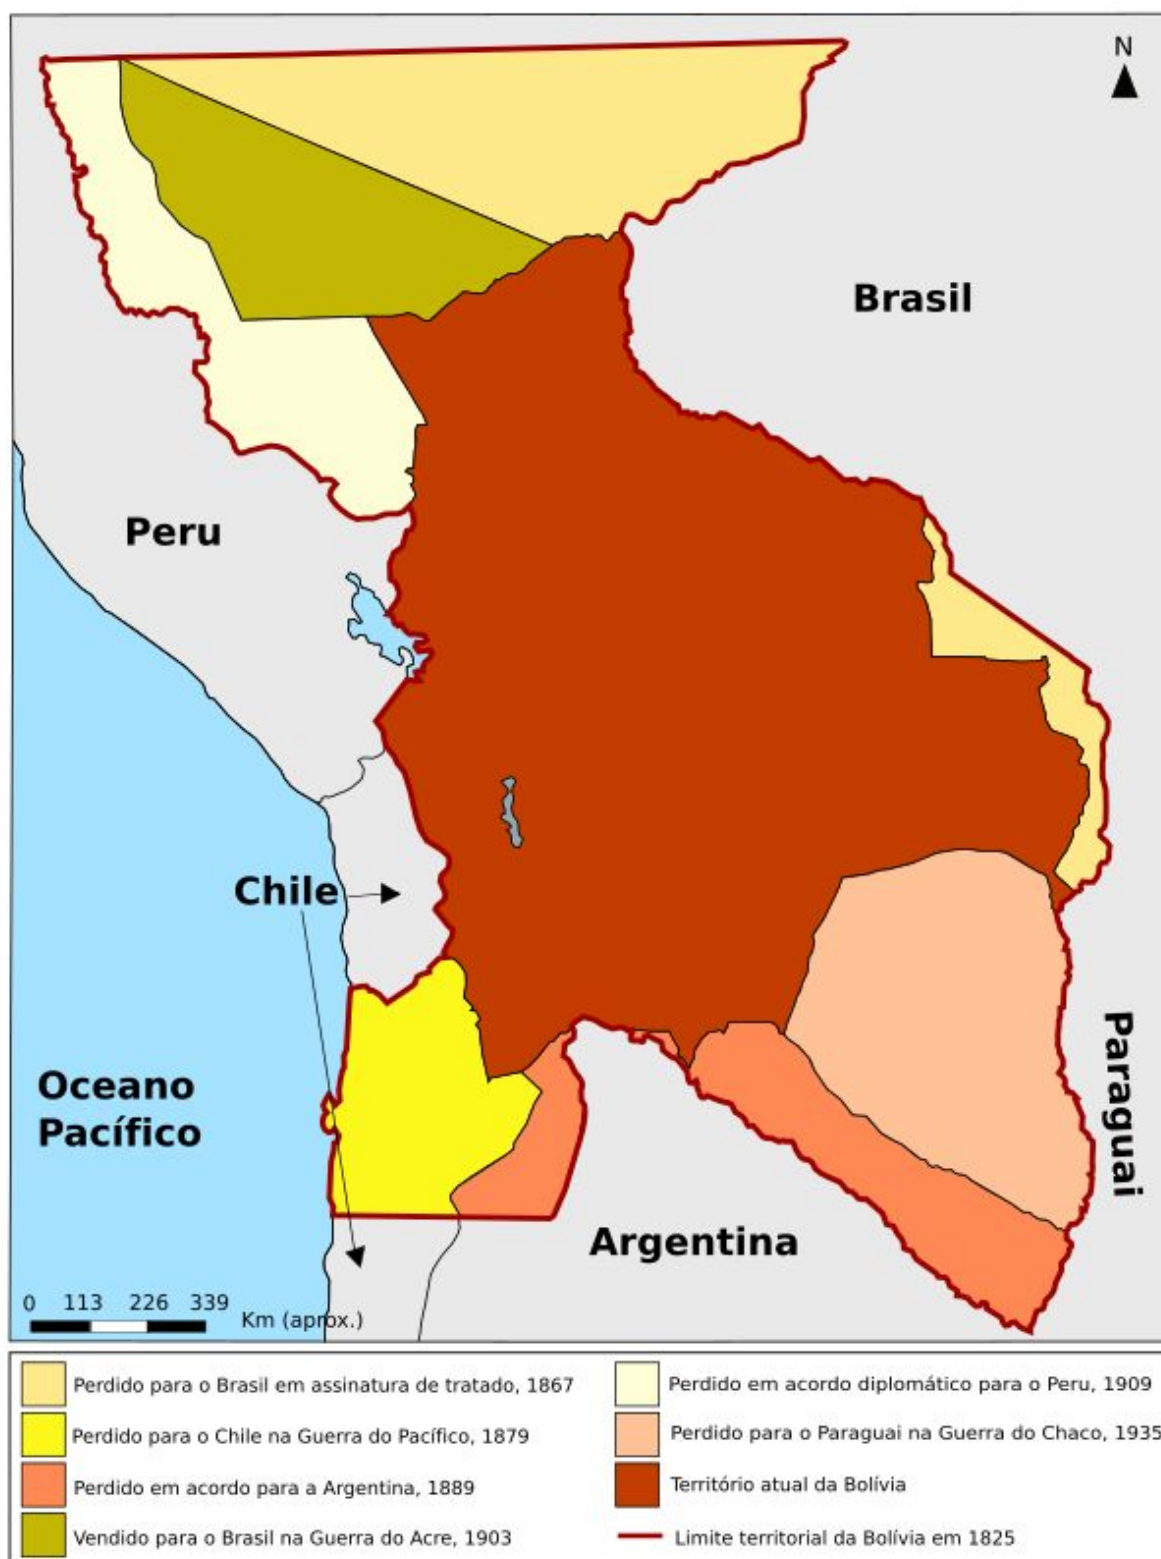 N
Brasil
Peru
Chile
Oceano
Pacífico
Paraguai
Argentina
0 113 226 339
Km (aprox.)
Perdido para o Brasil em assinatura de tratado, 1867
Perdido para o Chile na Guerra do Pacífico, 1879
Perdido em acordo para a Argentina, 1889
Vendido para o Brasil na Guerra do Acre, 1903
Perdido em acordo diplomático para o Peru, 1909
Perdido para o Paraguai na Guerra do Chaco, 1935
Território atual da Bolívia
Limite territorial da Bolívia em 1825